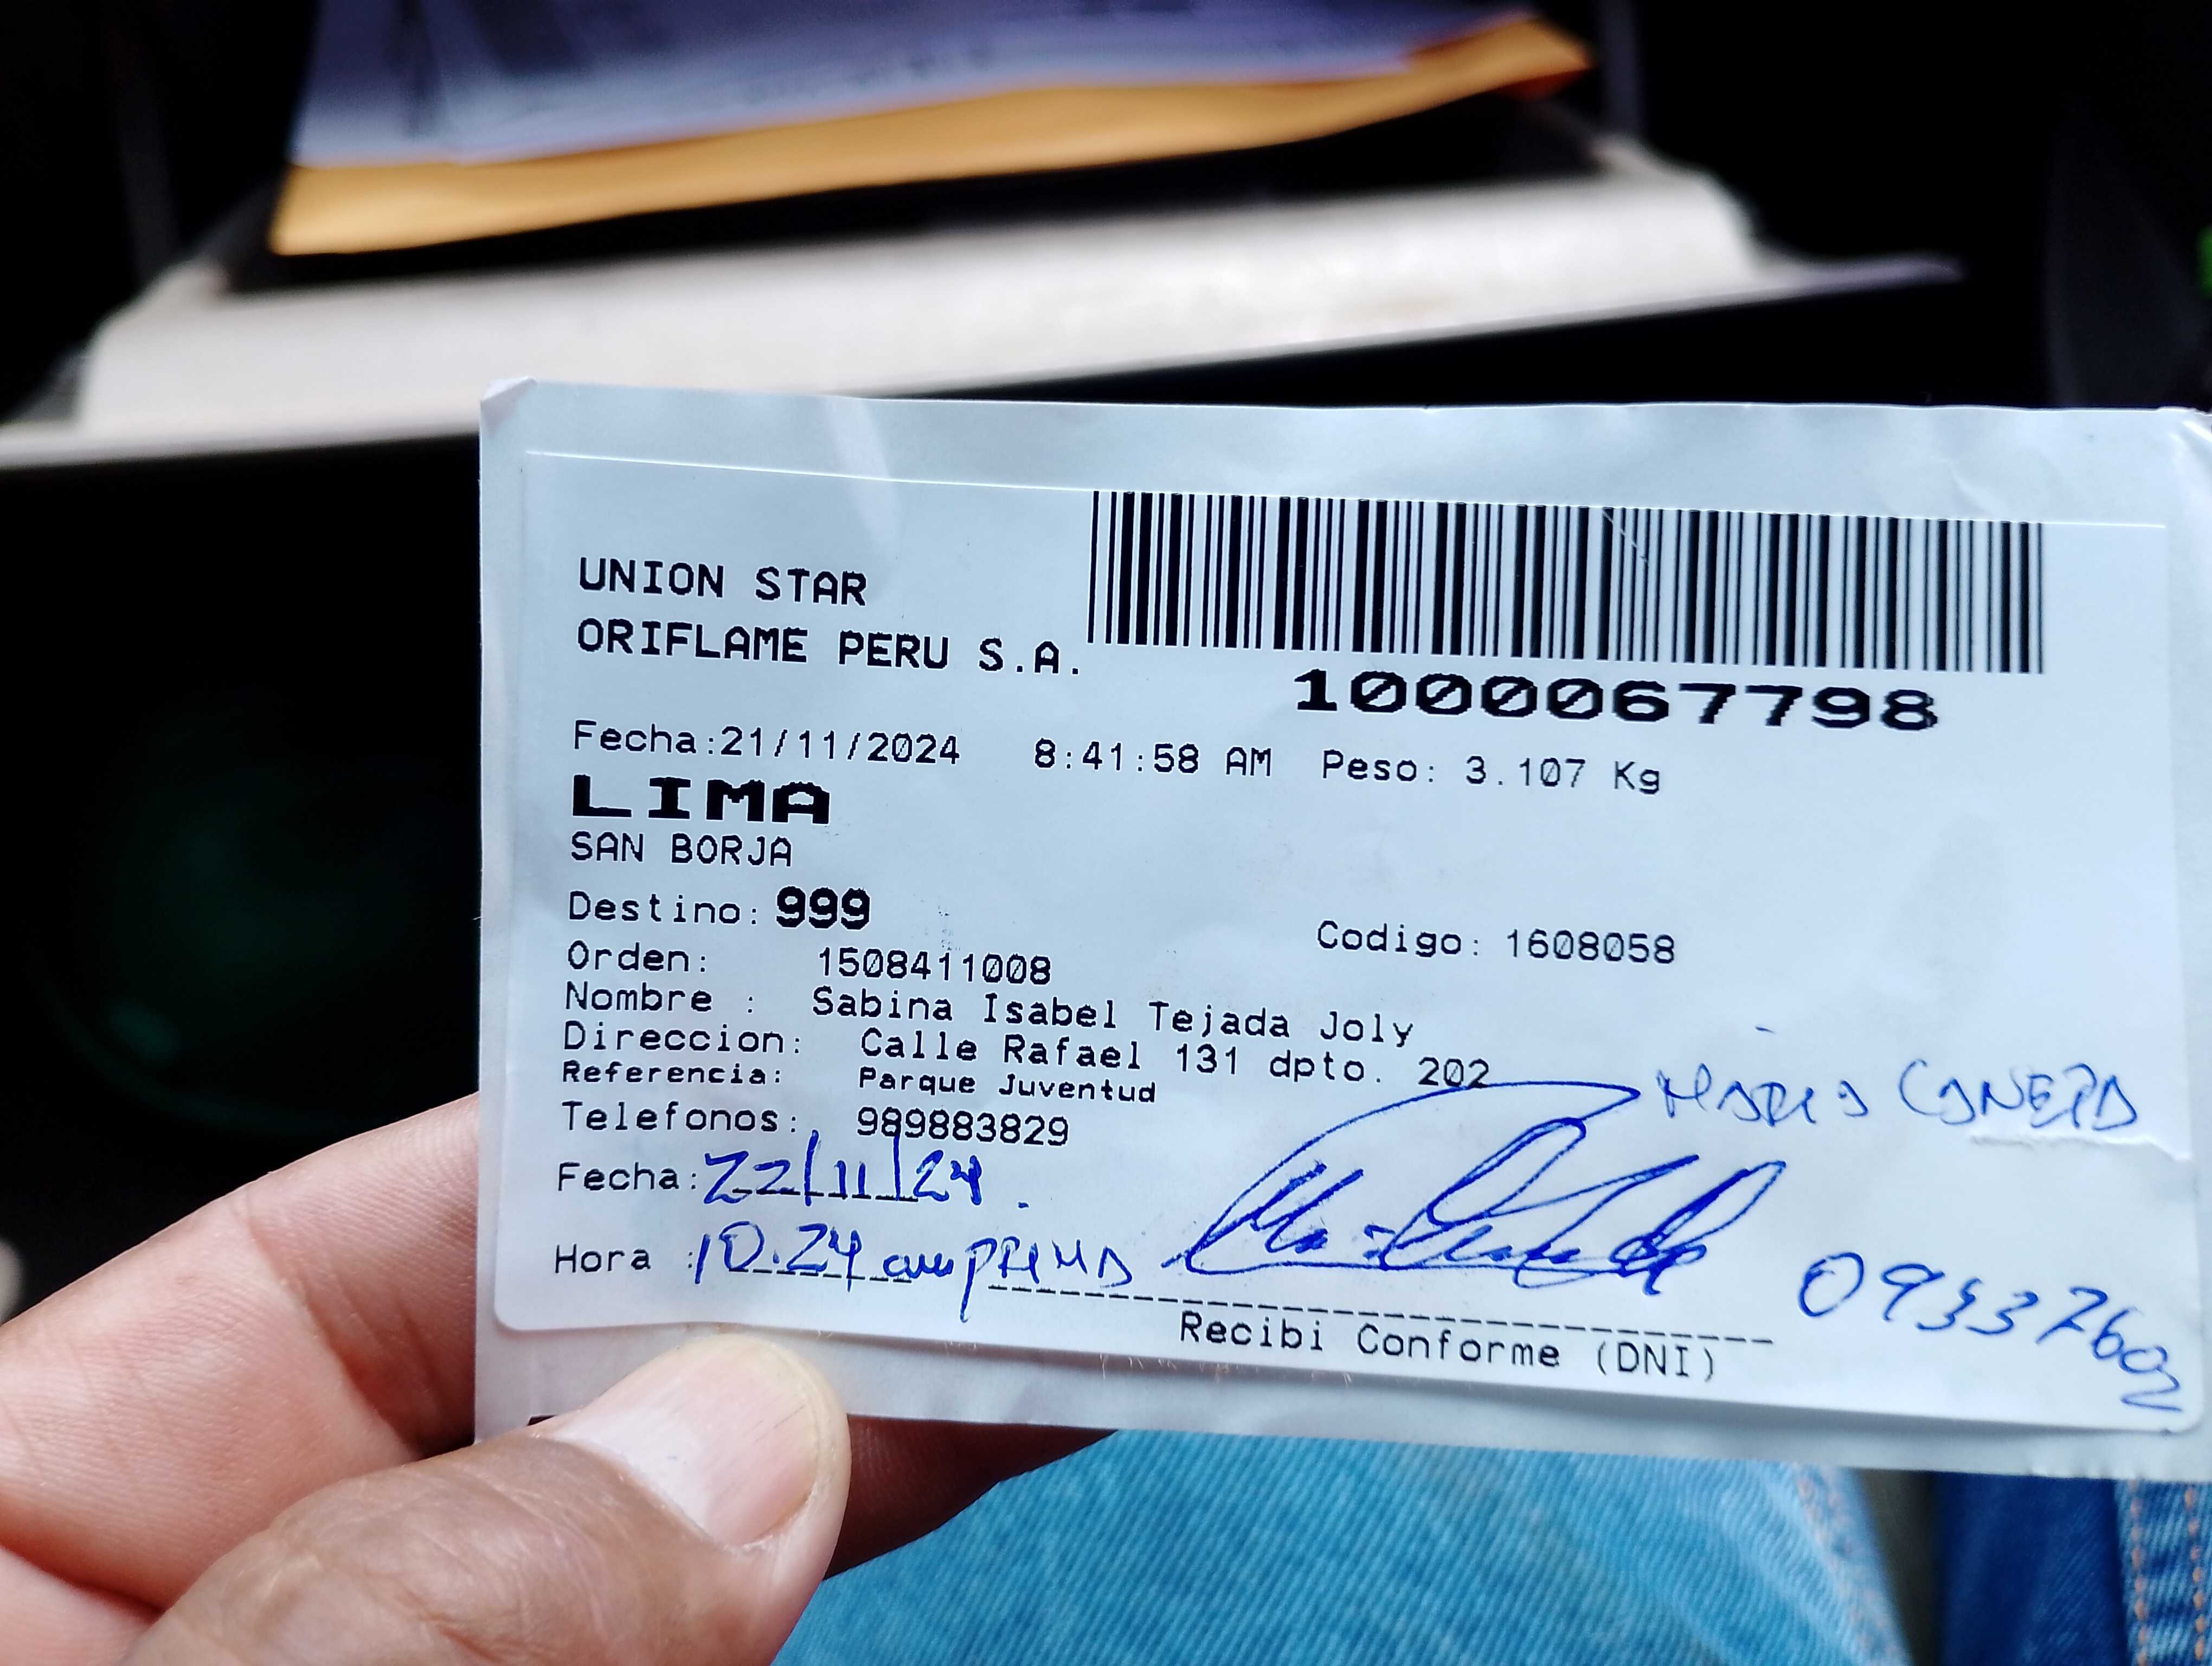 UNION STAR
ORIFLAME PERU S.A.
1000067798
Fecha:21/11/2024 8:41:58 AM Peso: 3.107 Kg
LIMA
SAN BORJA
Destino: 999
Codigo: 1608058
Orden: 1508411008
Nombre : Sabina Isabel Tejada Joly
Direccion: Calle Rafael 131 dpto. 202
Referencia: Parque Juventud
Telefonos: 989883829
Fecha: 22/11/24
Hora : 10.24 am
Recibi Conforme (DNI)